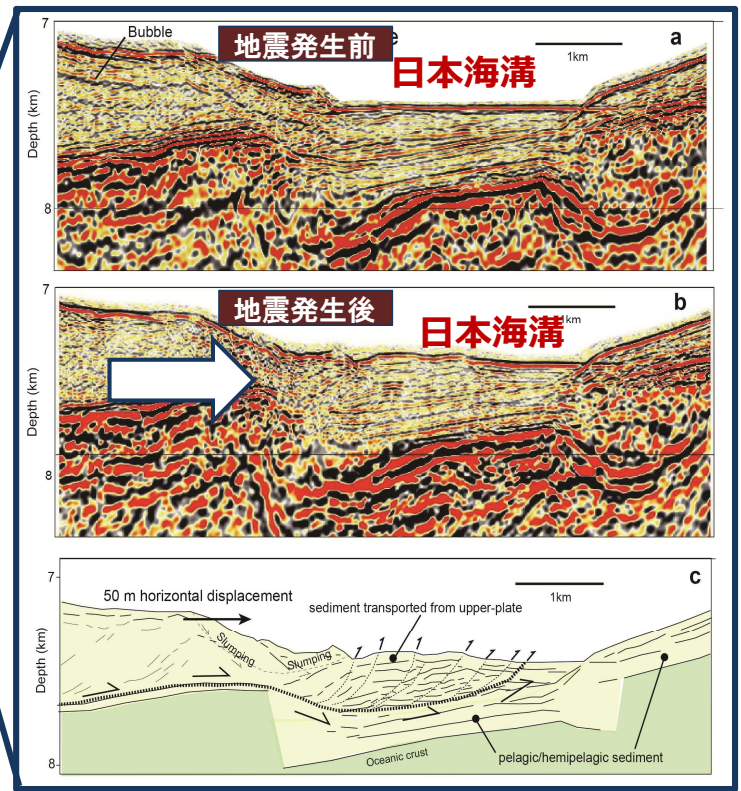 7
Bubble
地震発生前
e
a
日本海溝
1km
Depth (km)
8
7
地震発生後
b
日本海溝
1km
Depth (km)
8
7
c
50 m horizontal displacement
1km
sediment transported from upper-plate
Slumping
Slumping
Depth (km)
Oceanic crust
pelagic/hemipelagic sediment
8